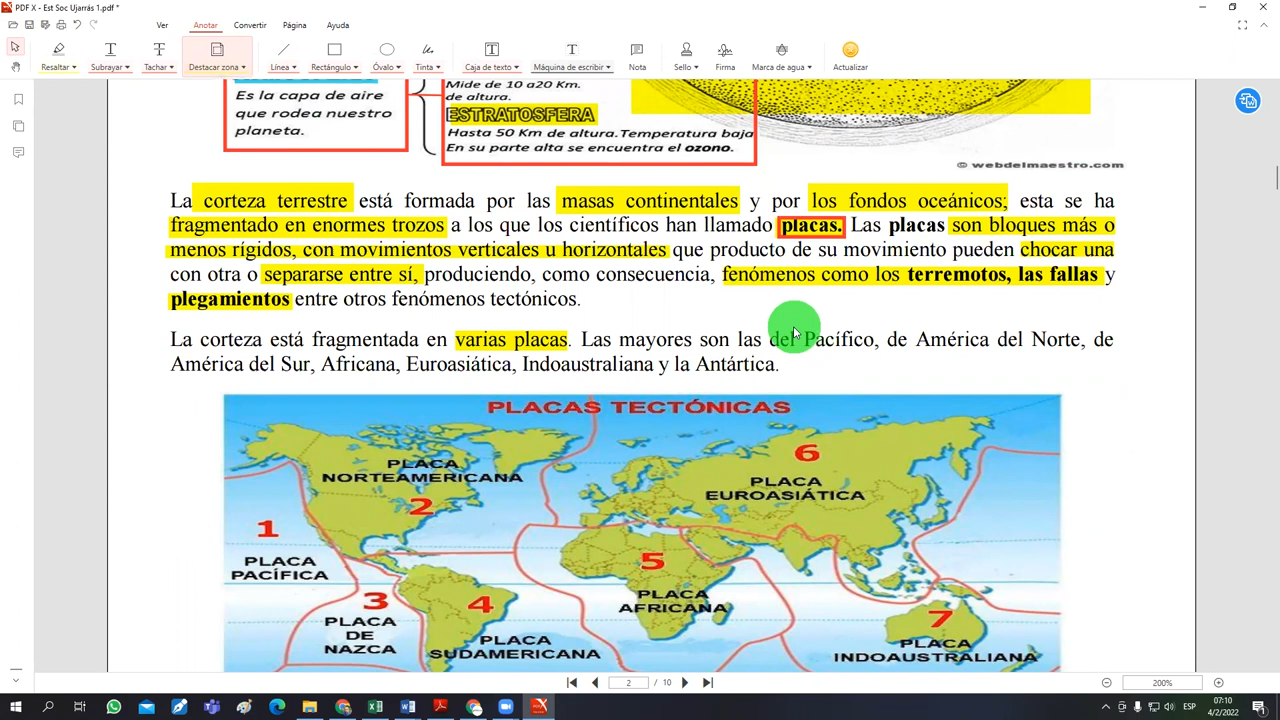 PDF X - Est Soc Ujarrás 1.pdf *
Ver Anotar Convertir Página Ayuda
Resaltar Subrayar Tachar Destacar zona Línea Rectángulo Óvalo Tinta Caja de texto Máquina de escribir Nota Sello Firma Marca de agua Actualizar
Es la capa de aire
que rodea nuestro
planeta.
Mide de 10 a20 Km.
de altura.
ESTRATOSFERA
Hasta 50 Km de altura. Temperatura baja
En su parte alta se encuentra el ozono.
© webdelmaestro.com
La corteza terrestre está formada por las masas continentales y por los fondos oceánicos; esta se ha
fragmentado en enormes trozos a los que los científicos han llamado placas. Las placas son bloques más o
menos rígidos, con movimientos verticales u horizontales que producto de su movimiento pueden chocar una
con otra o separarse entre sí, produciendo, como consecuencia, fenómenos como los terremotos, las fallas y
plegamientos entre otros fenómenos tectónicos.
La corteza está fragmentada en varias placas. Las mayores son las del Pacífico, de América del Norte, de
América del Sur, Africana, Euroasiática, Indoaustraliana y la Antártica.
PLACAS TECTÓNICAS
PLACA
NORTEAMERICANA
2
6
PLACA
EUROASIÁTICA
1
PLACA
PACÍFICA
5
PLACA
AFRICANA
3
PLACA
DE
NAZCA
4
PLACA
SUDAMERICANA
7
PLACA
INDOAUSTRALIANA
2 / 10
200%
ESP
07:10
4/2/2022